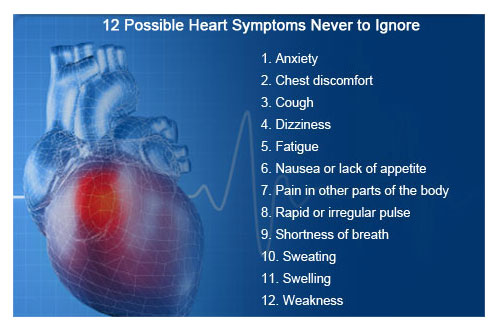 12 Possible Heart Symptoms Never to Ignore
1. Anxiety
2. Chest discomfort
3. Cough
4. Dizziness
5. Fatigue
6. Nausea or lack of appetite
7. Pain in other parts of the body
8. Rapid or irregular pulse
9. Shortness of breath
10. Sweating
11. Swelling
12. Weakness